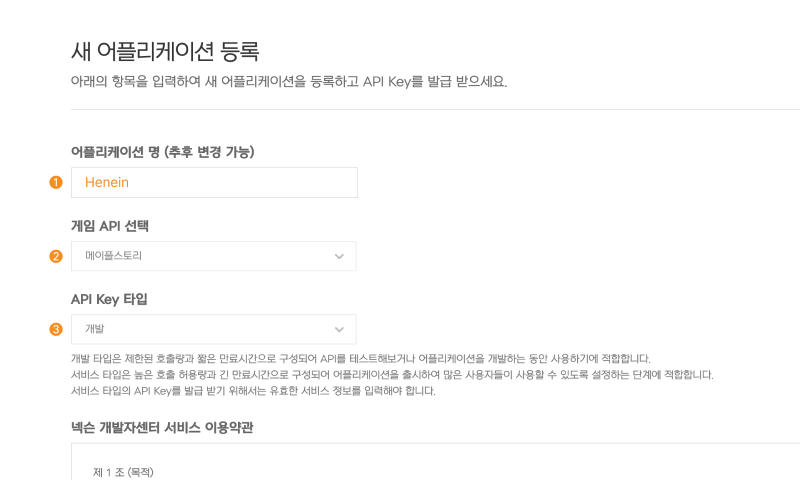 새 어플리케이션 등록
아래의 항목을 입력하여 새 어플리케이션을 등록하고 API Key를 발급 받으세요.
어플리케이션 명 (추후 변경 가능)
1 Henein
게임 API 선택
2 메이플스토리
API Key 타입
3 개발
개발 타입은 제한된 호출량과 짧은 만료시간으로 구성되어 API를 테스트해보거나 어플리케이션을 개발하는 동안 사용하기에 적합합니다.
서비스 타입은 높은 호출 허용량과 긴 만료시간으로 구성되어 어플리케이션을 출시하여 많은 사용자들이 사용할 수 있도록 설정하는 단계에 적합합니다.
서비스 타입의 API Key를 발급 받기 위해서는 유효한 서비스 정보를 입력해야 합니다.
넥슨 개발자센터 서비스 이용약관
제 1 조 (목적)